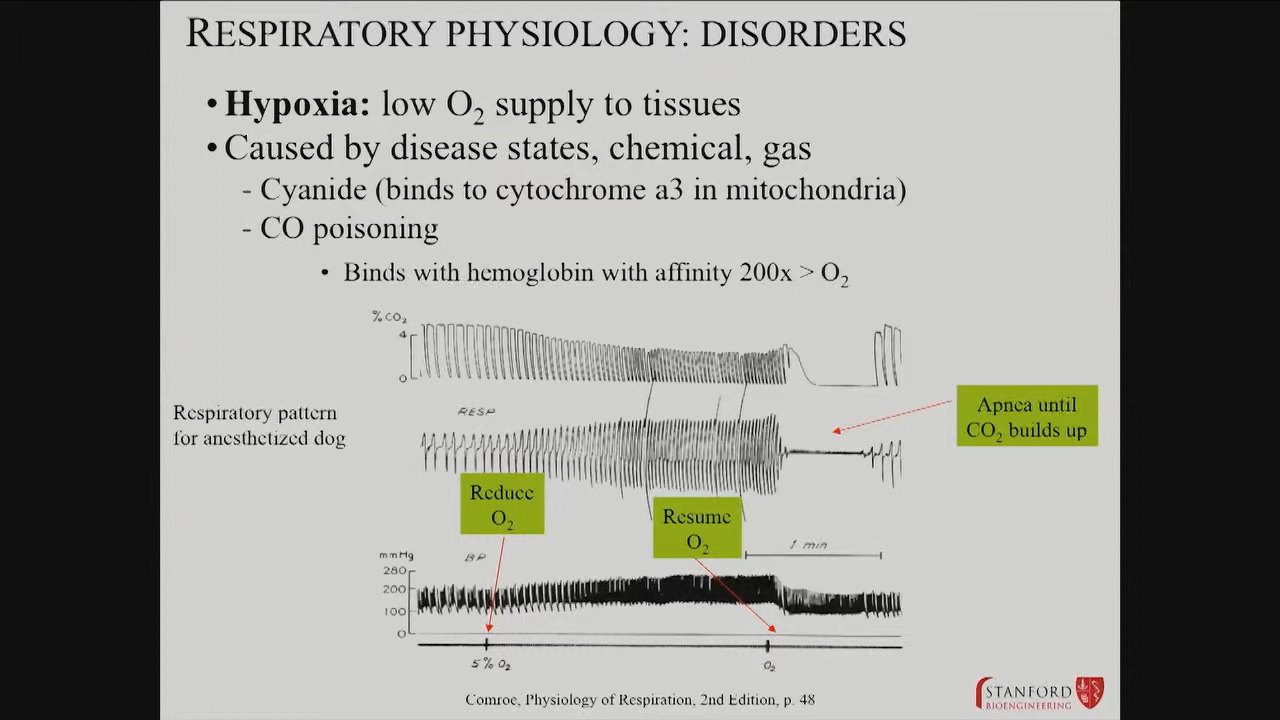 RESPIRATORY PHYSIOLOGY: DISORDERS
• Hypoxia: low O2 supply to tissues
• Caused by disease states, chemical, gas
- Cyanide (binds to cytochrome a3 in mitochondria)
- CO poisoning
• Binds with hemoglobin with affinity 200x > O2
% CO2
4
0
Respiratory pattern
for anesthetized dog
RESP
Apnea until
CO2 builds up
Reduce
O2
Resume
O2
1 min
mmHg
BP
280
200
100
0
5% O2
O2
Comroe, Physiology of Respiration, 2nd Edition, p. 48
STANFORD
BIOENGINEERING